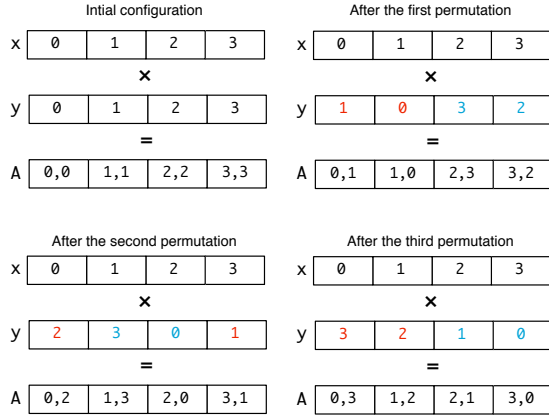 Intial configuration
x 0 1 2 3
×
y 0 1 2 3
=
A 0,0 1,1 2,2 3,3
After the first permutation
x 0 1 2 3
×
y 1 0 3 2
=
A 0,1 1,0 2,3 3,2
After the second permutation
x 0 1 2 3
×
y 2 3 0 1
=
A 0,2 1,3 2,0 3,1
After the third permutation
x 0 1 2 3
×
y 3 2 1 0
=
A 0,3 1,2 2,1 3,0